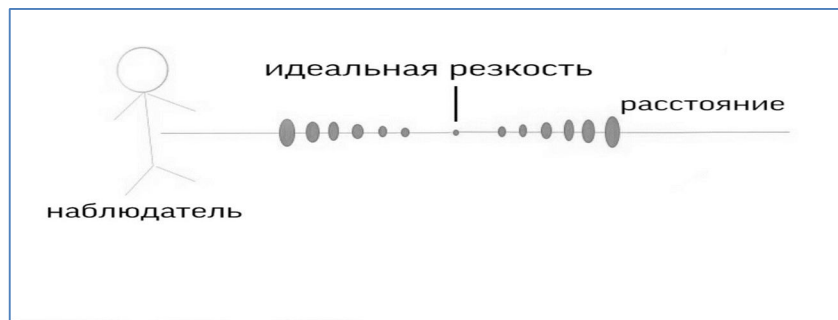 идеальная резкость
расстояние
наблюдатель